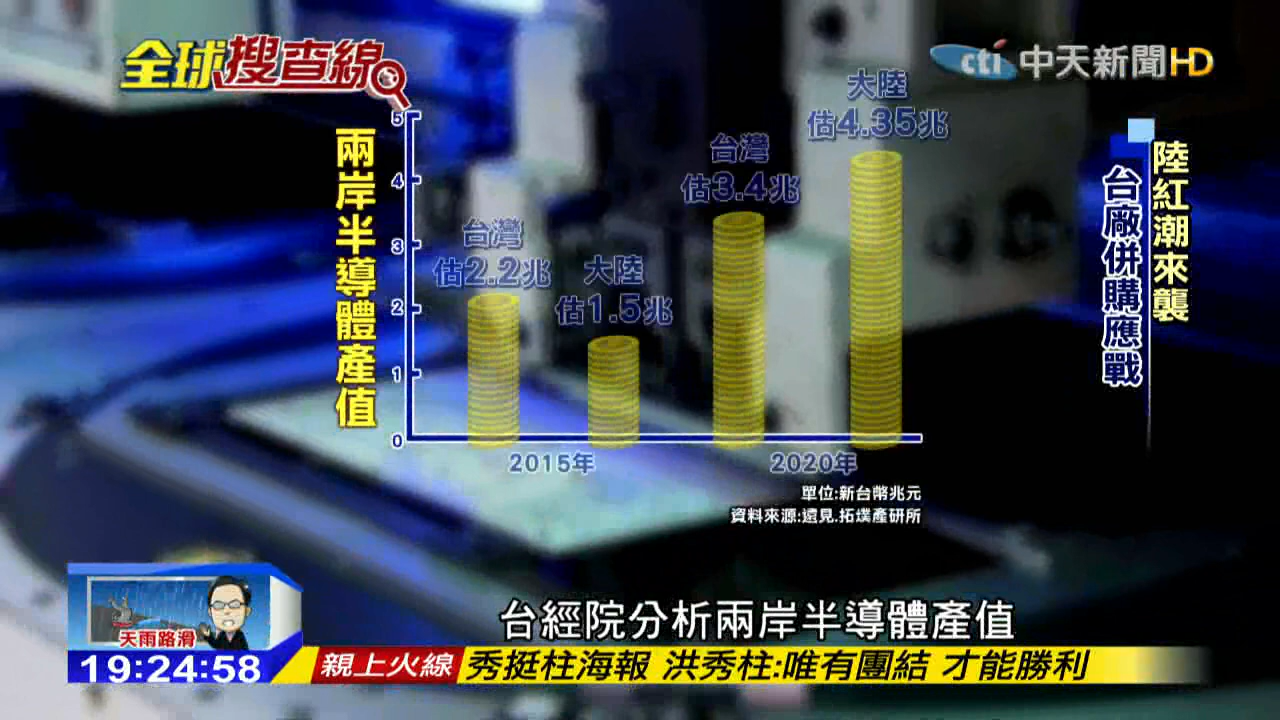 全球搜查線
cti 中天新聞HD
兩岸半導體產值
5
4
3
2
1
0
台灣
估2.2兆
大陸
估1.5兆
台灣
估3.4兆
大陸
估4.35兆
2015年
2020年
單位:新台幣兆元
資料來源:遠見.拓墣產研所
陸紅潮來襲
台廠併購應戰
台經院分析兩岸半導體產值
天雨路滑
19:24:58
親上火線 秀挺柱海報 洪秀柱:唯有團結 才能勝利